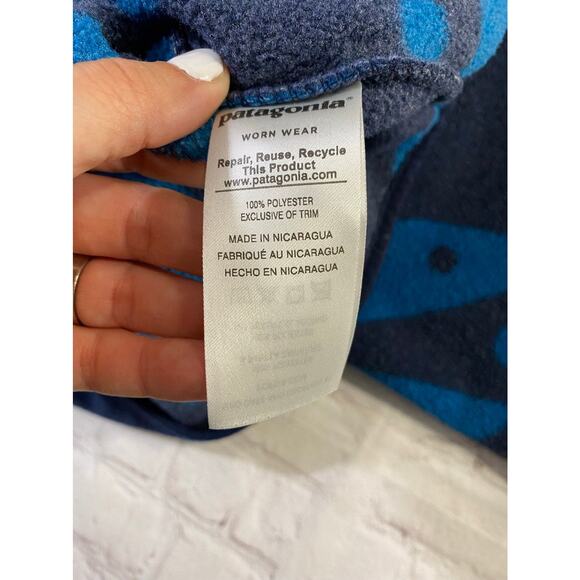 patagonia
WORN WEAR
Repair, Reuse, Recycle
This Product
www.patagonia.com
100% POLYESTER
EXCLUSIVE OF TRIM
MADE IN NICARAGUA
FABRIQUÉ AU NICARAGUA
HECHO EN NICARAGUA